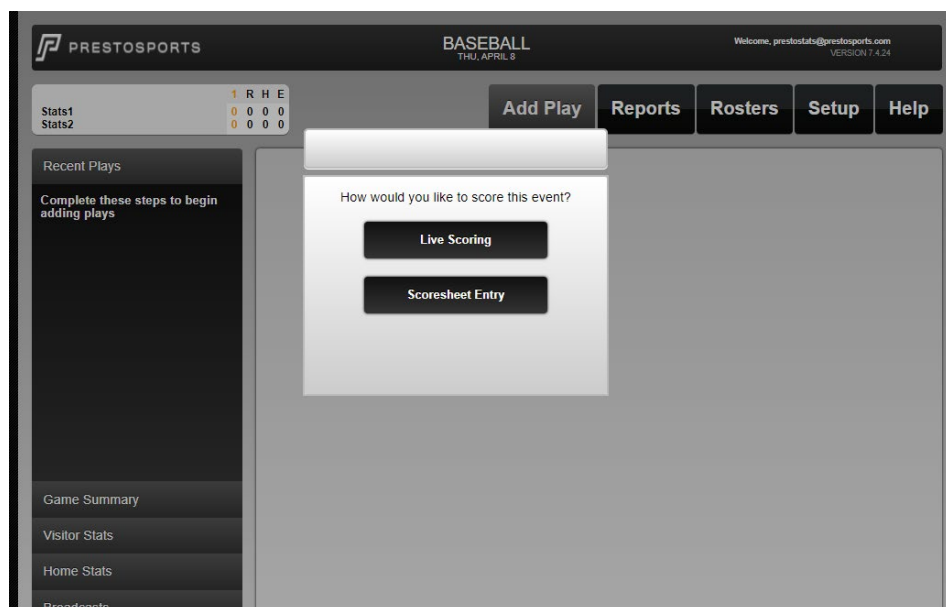 PRESTOSPORTS
BASEBALL
THU, APRIL 8
Welcome, prestostats@prestosports.com
VERSION 7.4.24
1 R H E
Stats1 0 0 0 0
Stats2 0 0 0 0
Add Play Reports Rosters Setup Help
Recent Plays
Complete these steps to begin
adding plays
How would you like to score this event?
Live Scoring
Scoresheet Entry
Game Summary
Visitor Stats
Home Stats
Broadcasts